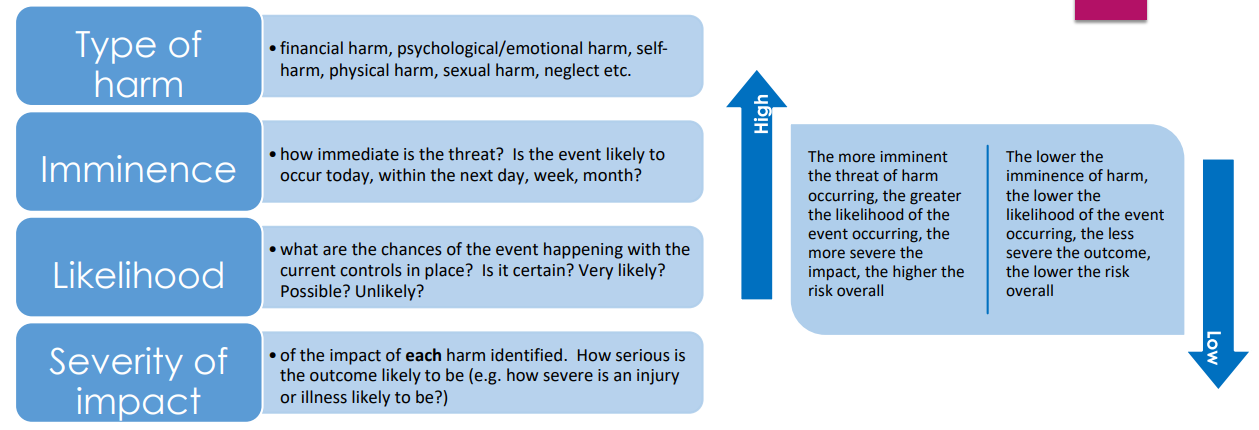 Type of
harm
• financial harm, psychological/emotional harm, self-
harm, physical harm, sexual harm, neglect etc.
Imminence
• how immediate is the threat? Is the event likely to
occur today, within the next day, week, month?
Likelihood
• what are the chances of the event happening with the
current controls in place? Is it certain? Very likely?
Possible? Unlikely?
Severity of
impact
• of the impact of each harm identified. How serious is
the outcome likely to be (e.g. how severe is an injury
or illness likely to be?)
High
The more imminent
the threat of harm
occurring, the greater
the likelihood of the
event occurring, the
more severe the
impact, the higher the
risk overall
The lower the
imminence of harm,
the lower the
likelihood of the event
occurring, the less
severe the outcome,
the lower the risk
overall
Low